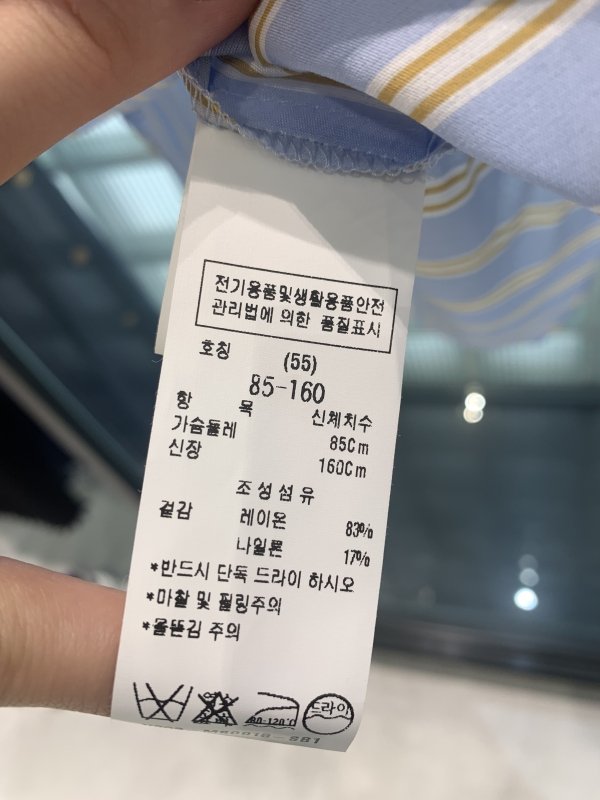 전기용품및생활용품안전
관리법에 의한 품질표시
호칭 (55)
85-160
항 목 신체치수
가슴둘레 85Cm
신장 160Cm
조성섬유
겉감 레이온 83%
나일론 17%
*반드시 단독 드라이 하시오
*마찰 및 필링주의
*올뜯김 주의
80-120℃ 드라이